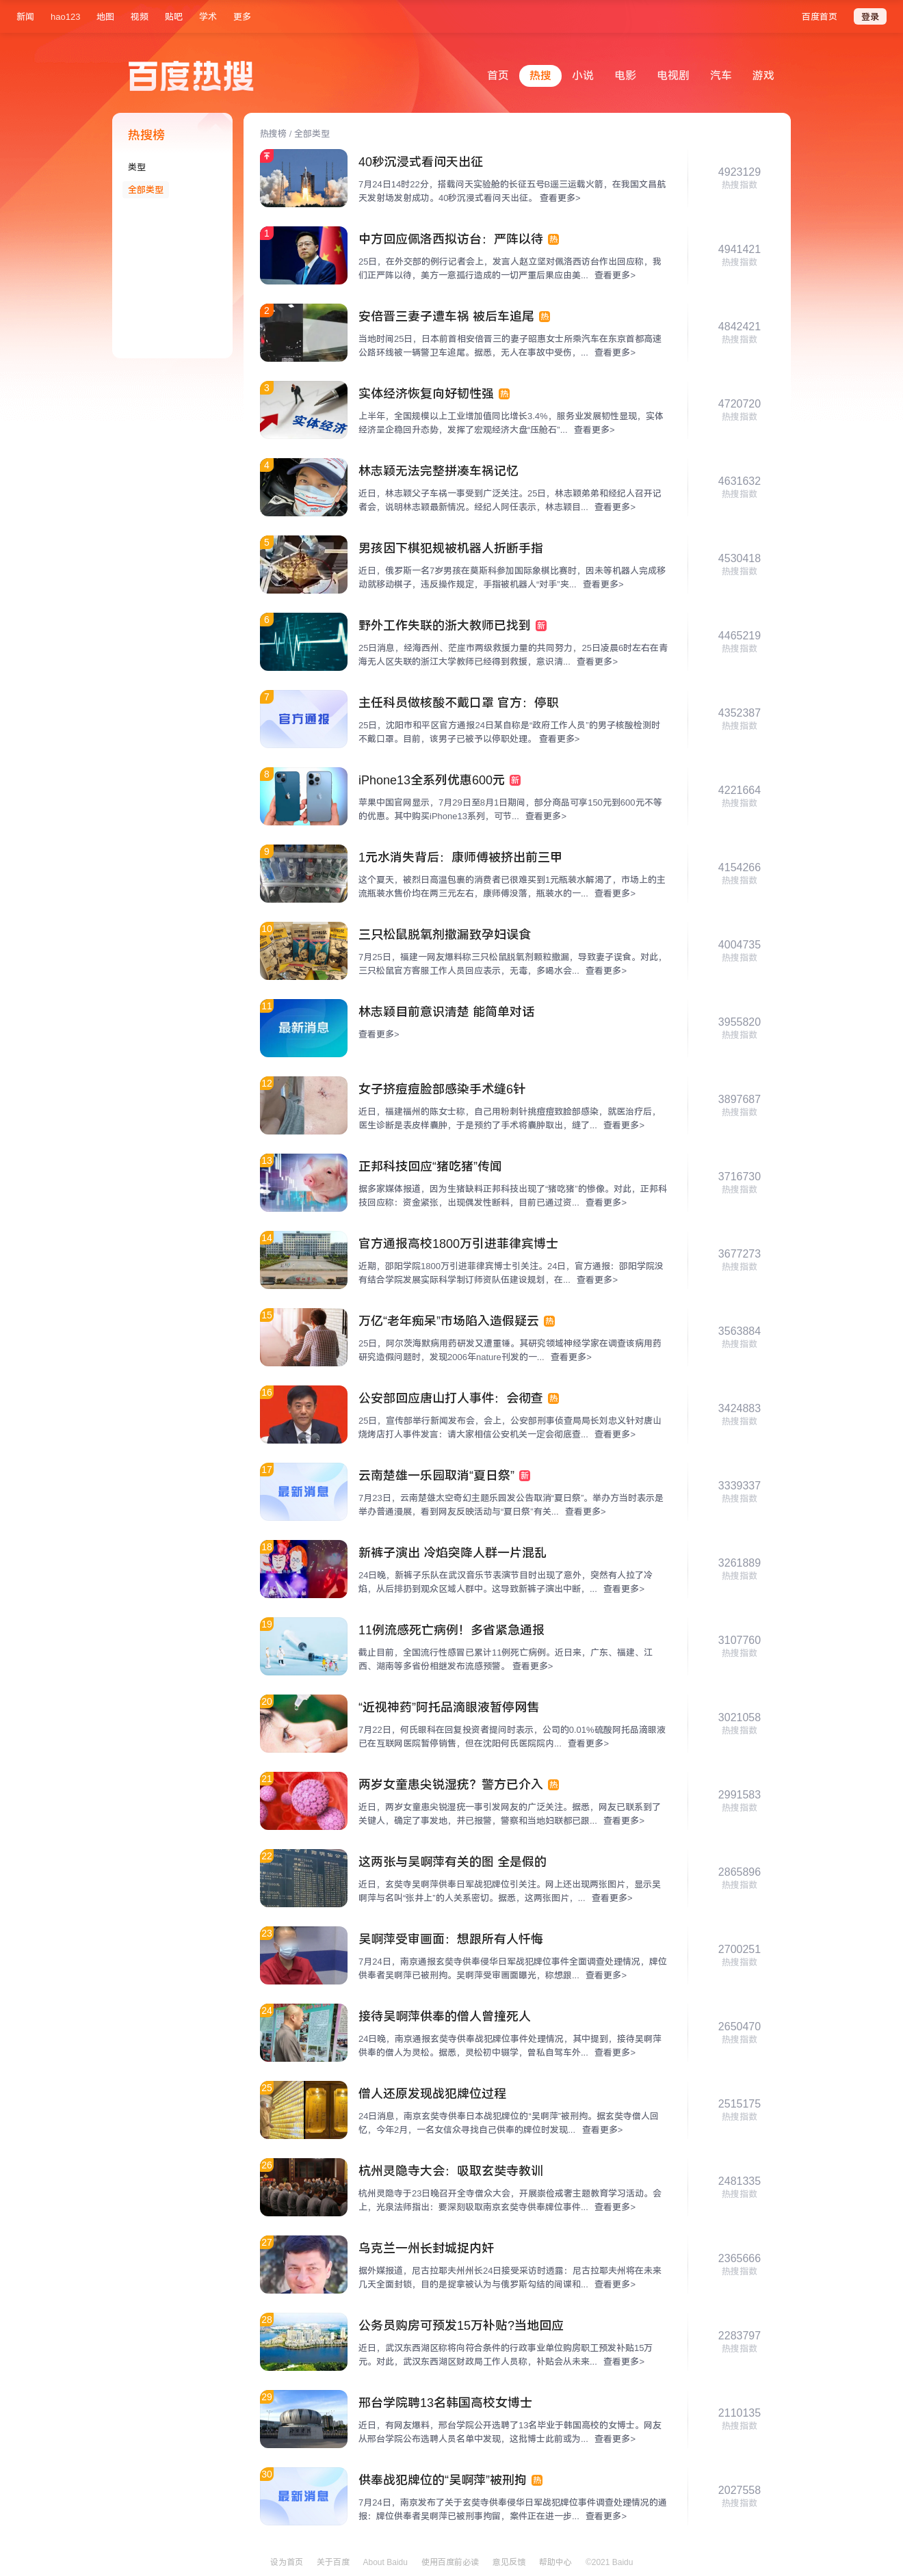 新闻 hao123 地图 视频 贴吧 学术 更多 百度首页 登录
百度热搜
首页 热搜 小说 电影 电视剧 汽车 游戏
热搜榜
类型
全部类型
热搜榜 / 全部类型
40秒沉浸式看问天出征
7月24日14时22分，搭载问天实验舱的长征五号B遥三运载火箭，在我国文昌航
天发射场发射成功。40秒沉浸式看问天出征。 查看更多>
4923129
热搜指数
1
中方回应佩洛西拟访台：严阵以待 热
25日，在外交部的例行记者会上，发言人赵立坚对佩洛西访台作出回应称，我
们正严阵以待，美方一意孤行造成的一切严重后果应由美... 查看更多>
4941421
热搜指数
2
安倍晋三妻子遭车祸 被后车追尾 热
当地时间25日，日本前首相安倍晋三的妻子昭惠女士所乘汽车在东京首都高速
公路环线被一辆警卫车追尾。据悉，无人在事故中受伤，... 查看更多>
4842421
热搜指数
3
实体经济
实体经济恢复向好韧性强 热
上半年，全国规模以上工业增加值同比增长3.4%，服务业发展韧性显现，实体
经济呈企稳回升态势，发挥了宏观经济大盘“压舱石”... 查看更多>
4720720
热搜指数
4
林志颖无法完整拼凑车祸记忆
近日，林志颖父子车祸一事受到广泛关注。25日，林志颖弟弟和经纪人召开记
者会，说明林志颖最新情况。经纪人阿任表示，林志颖目... 查看更多>
4631632
热搜指数
5
男孩因下棋犯规被机器人折断手指
近日，俄罗斯一名7岁男孩在莫斯科参加国际象棋比赛时，因未等机器人完成移
动就移动棋子，违反操作规定，手指被机器人“对手”夹... 查看更多>
4530418
热搜指数
6
野外工作失联的浙大教师已找到 新
25日消息，经海西州、茫崖市两级救援力量的共同努力，25日凌晨6时左右在青
海无人区失联的浙江大学教师已经得到救援，意识清... 查看更多>
4465219
热搜指数
7
官方通报
主任科员做核酸不戴口罩 官方：停职
25日，沈阳市和平区官方通报24日某自称是“政府工作人员”的男子核酸检测时
不戴口罩。目前，该男子已被予以停职处理。 查看更多>
4352387
热搜指数
8
iPhone13全系列优惠600元 新
苹果中国官网显示，7月29日至8月1日期间，部分商品可享150元到600元不等
的优惠。其中购买iPhone13系列，可节... 查看更多>
4221664
热搜指数
9
1元水消失背后：康师傅被挤出前三甲
这个夏天，被烈日高温包裹的消费者已很难买到1元瓶装水解渴了，市场上的主
流瓶装水售价均在两三元左右，康师傅没落，瓶装水的一... 查看更多>
4154266
热搜指数
10
三只松鼠脱氧剂撒漏致孕妇误食
7月25日，福建一网友爆料称三只松鼠脱氧剂颗粒撒漏，导致妻子误食。对此，
三只松鼠官方客服工作人员回应表示，无毒，多喝水会... 查看更多>
4004735
热搜指数
11
最新消息
林志颖目前意识清楚 能简单对话
查看更多>
3955820
热搜指数
12
女子挤痘痘脸部感染手术缝6针
近日，福建福州的陈女士称，自己用粉刺针挑痘痘致脸部感染，就医治疗后，
医生诊断是表皮样囊肿，于是预约了手术将囊肿取出，缝了... 查看更多>
3897687
热搜指数
13
正邦科技回应“猪吃猪”传闻
据多家媒体报道，因为生猪缺料正邦科技出现了“猪吃猪”的惨像。对此，正邦科
技回应称：资金紧张，出现偶发性断料，目前已通过资... 查看更多>
3716730
热搜指数
14
官方通报高校1800万引进菲律宾博士
近期，邵阳学院1800万引进菲律宾博士引关注。24日，官方通报：邵阳学院没
有结合学院发展实际科学制订师资队伍建设规划，在... 查看更多>
3677273
热搜指数
15
万亿“老年痴呆”市场陷入造假疑云 热
25日，阿尔茨海默病用药研发又遭重锤。其研究领域神经学家在调查该病用药
研究造假问题时，发现2006年nature刊发的一... 查看更多>
3563884
热搜指数
16
公安部回应唐山打人事件：会彻查 热
25日，宣传部举行新闻发布会，会上，公安部刑事侦查局局长刘忠义针对唐山
烧烤店打人事件发言：请大家相信公安机关一定会彻底查... 查看更多>
3424883
热搜指数
17
最新消息
云南楚雄一乐园取消“夏日祭” 新
7月23日，云南楚雄太空奇幻主题乐园发公告取消“夏日祭”。举办方当时表示是
举办普通漫展，看到网友反映活动与“夏日祭”有关... 查看更多>
3339337
热搜指数
18
新裤子演出 冷焰突降人群一片混乱
24日晚，新裤子乐队在武汉音乐节表演节目时出现了意外，突然有人拉了冷
焰，从后排扔到观众区域人群中。这导致新裤子演出中断，... 查看更多>
3261889
热搜指数
19
11例流感死亡病例！多省紧急通报
截止目前，全国流行性感冒已累计11例死亡病例。近日来，广东、福建、江
西、湖南等多省份相继发布流感预警。 查看更多>
3107760
热搜指数
20
“近视神药”阿托品滴眼液暂停网售
7月22日，何氏眼科在回复投资者提问时表示，公司的0.01%硫酸阿托品滴眼液
已在互联网医院暂停销售，但在沈阳何氏医院院内... 查看更多>
3021058
热搜指数
21
两岁女童患尖锐湿疣？警方已介入 热
近日，两岁女童患尖锐湿疣一事引发网友的广泛关注。据悉，网友已联系到了
关键人，确定了事发地，并已报警，警察和当地妇联都已跟... 查看更多>
2991583
热搜指数
22
这两张与吴啊萍有关的图 全是假的
近日，玄奘寺吴啊萍供奉日军战犯牌位引关注。网上还出现两张图片，显示吴
啊萍与名叫“张井上”的人关系密切。据悉，这两张图片，... 查看更多>
2865896
热搜指数
23
吴啊萍受审画面：想跟所有人忏悔
7月24日，南京通报玄奘寺供奉侵华日军战犯牌位事件全面调查处理情况，牌位
供奉者吴啊萍已被刑拘。吴啊萍受审画面曝光，称想跟... 查看更多>
2700251
热搜指数
24
接待吴啊萍供奉的僧人曾撞死人
24日晚，南京通报玄奘寺供奉战犯牌位事件处理情况，其中提到，接待吴啊萍
供奉的僧人为灵松。据悉，灵松初中辍学，曾私自驾车外... 查看更多>
2650470
热搜指数
25
僧人还原发现战犯牌位过程
24日消息，南京玄奘寺供奉日本战犯牌位的“吴啊萍”被刑拘。据玄奘寺僧人回
忆，今年2月，一名女信众寻找自己供奉的牌位时发现... 查看更多>
2515175
热搜指数
26
杭州灵隐寺大会：吸取玄奘寺教训
杭州灵隐寺于23日晚召开全寺僧众大会，开展崇俭戒奢主题教育学习活动。会
上，光泉法师指出：要深刻吸取南京玄奘寺供奉牌位事件... 查看更多>
2481335
热搜指数
27
乌克兰一州长封城捉内奸
据外媒报道，尼古拉耶夫州州长24日接受采访时透露：尼古拉耶夫州将在未来
几天全面封锁，目的是捉拿被认为与俄罗斯勾结的间谍和... 查看更多>
2365666
热搜指数
28
公务员购房可预发15万补贴?当地回应
近日，武汉东西湖区称将向符合条件的行政事业单位购房职工预发补贴15万
元。对此，武汉东西湖区财政局工作人员称，补贴会从未来... 查看更多>
2283797
热搜指数
29
邢台学院聘13名韩国高校女博士
近日，有网友爆料，邢台学院公开选聘了13名毕业于韩国高校的女博士。网友
从邢台学院公布选聘人员名单中发现，这批博士此前或为... 查看更多>
2110135
热搜指数
30
最新消息
供奉战犯牌位的“吴啊萍”被刑拘 热
7月24日，南京发布了关于玄奘寺供奉侵华日军战犯牌位事件调查处理情况的通
报：牌位供奉者吴啊萍已被刑事拘留，案件正在进一步... 查看更多>
2027558
热搜指数
设为首页 关于百度 About Baidu 使用百度前必读 意见反馈 帮助中心 ©2021 Baidu